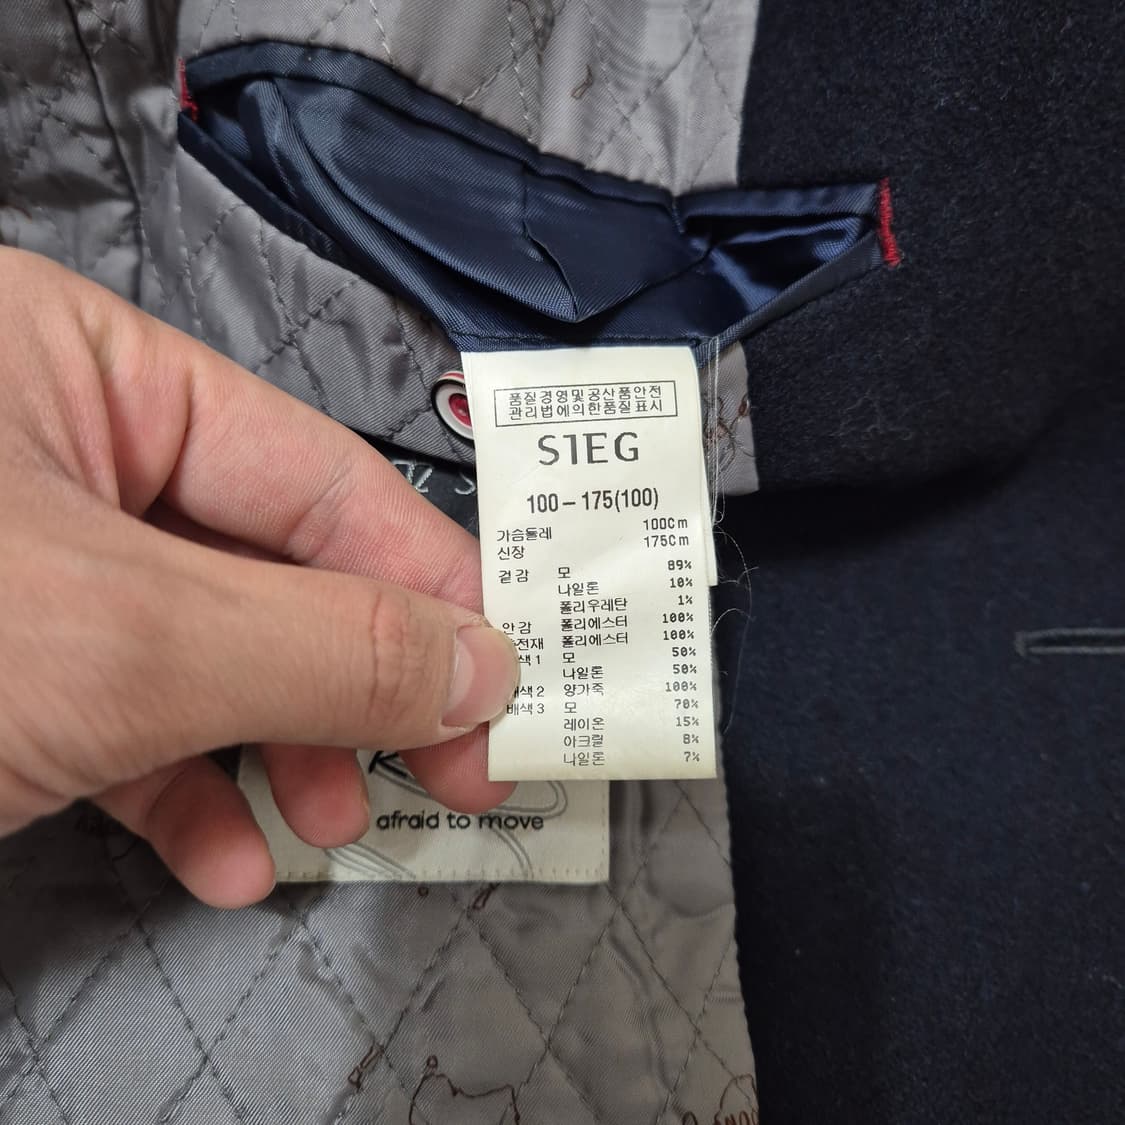 품질경영및공산품안전
관리법에의한품질표시
SIEG
100-175(100)
가슴둘레 100Cm
신장 175Cm
겉감 모 89%
나일론 10%
폴리우레탄 1%
안감 폴리에스터 100%
전재 폴리에스터 100%
색1 모 50%
나일론 50%
배색2 양가죽 100%
배색3 모 70%
레이온 15%
아크릴 8%
나일론 7%
afraid to move